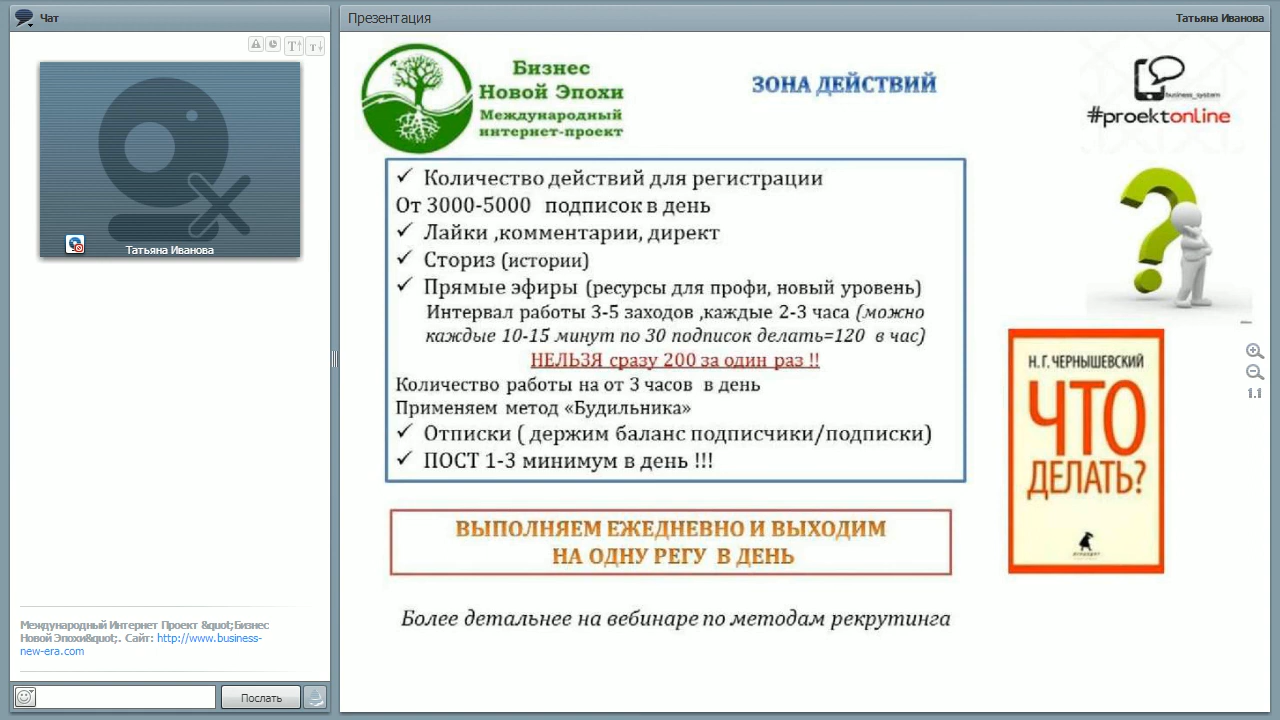 Чат
Татьяна Иванова
Международный Интернет Проект &quot;Бизнес
Новой Эпохи&quot;. Сайт: http://www.business-
new-era.com
Послать
Презентация
Татьяна Иванова
Бизнес
Новой Эпохи
Международный
интернет-проект
ЗОНА ДЕЙСТВИЙ
business_system
#proektonline
✓ Количество действий для регистрации
От 3000-5000 подписок в день
✓ Лайки ,комментарии, директ
✓ Сториз (истории)
✓ Прямые эфиры (ресурсы для профи, новый уровень)
Интервал работы 3-5 заходов ,каждые 2-3 часа (можно
каждые 10-15 минут по 30 подписок делать=120 в час)
НЕЛЬЗЯ сразу 200 за один раз !!
Количество работы на от 3 часов в день
Применяем метод «Будильника»
✓ Отписки ( держим баланс подписчики/подписки)
✓ ПОСТ 1-3 минимум в день !!!
ВЫПОЛНЯЕМ ЕЖЕДНЕВНО И ВЫХОДИМ
НА ОДНУ РЕГУ В ДЕНЬ
Более детальнее на вебинаре по методам рекрутинга
Н. Г. ЧЕРНЫШЕВСКИЙ
ЧТО
ДЕЛАТЬ?
1.1